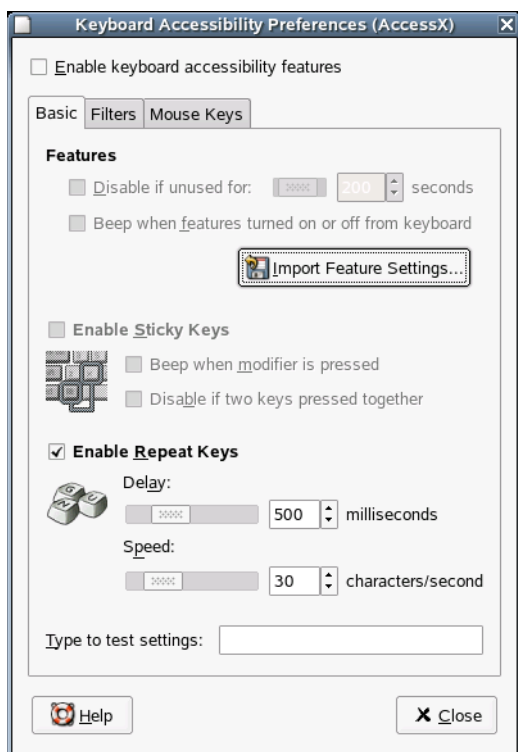 Keyboard Accessibility Preferences (AccessX)
Enable keyboard accessibility features
Basic Filters Mouse Keys
Features
Disable if unused for: 200 seconds
Beep when features turned on or off from keyboard
Import Feature Settings...
Enable Sticky Keys
Beep when modifier is pressed
Disable if two keys pressed together
Enable Repeat Keys
G U N
Delay:
500 milliseconds
Speed:
30 characters/second
Type to test settings:
Help Close